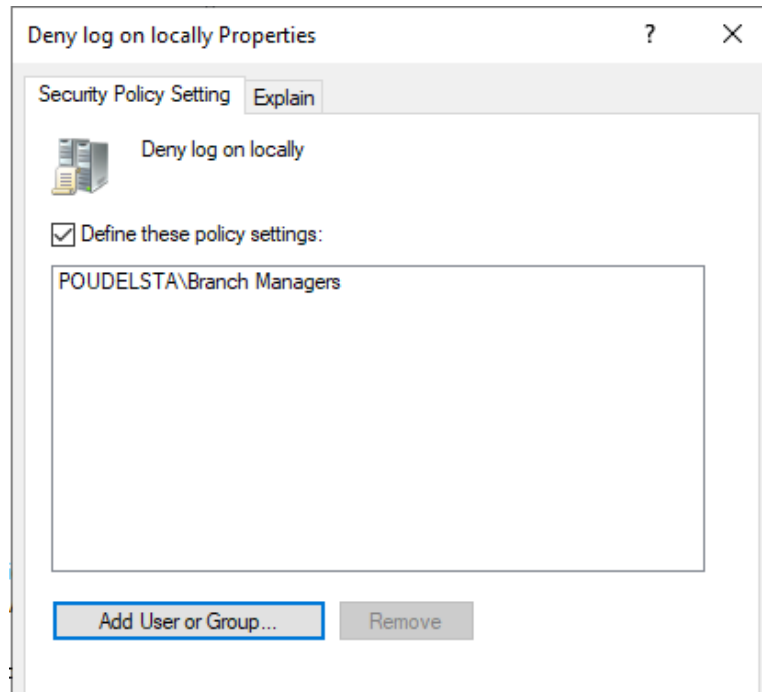 Deny log on locally Properties
?
Security Policy Setting
Explain
Deny log on locally
Define these policy settings:
POUDELSTA\Branch Managers
Add User or Group...
Remove